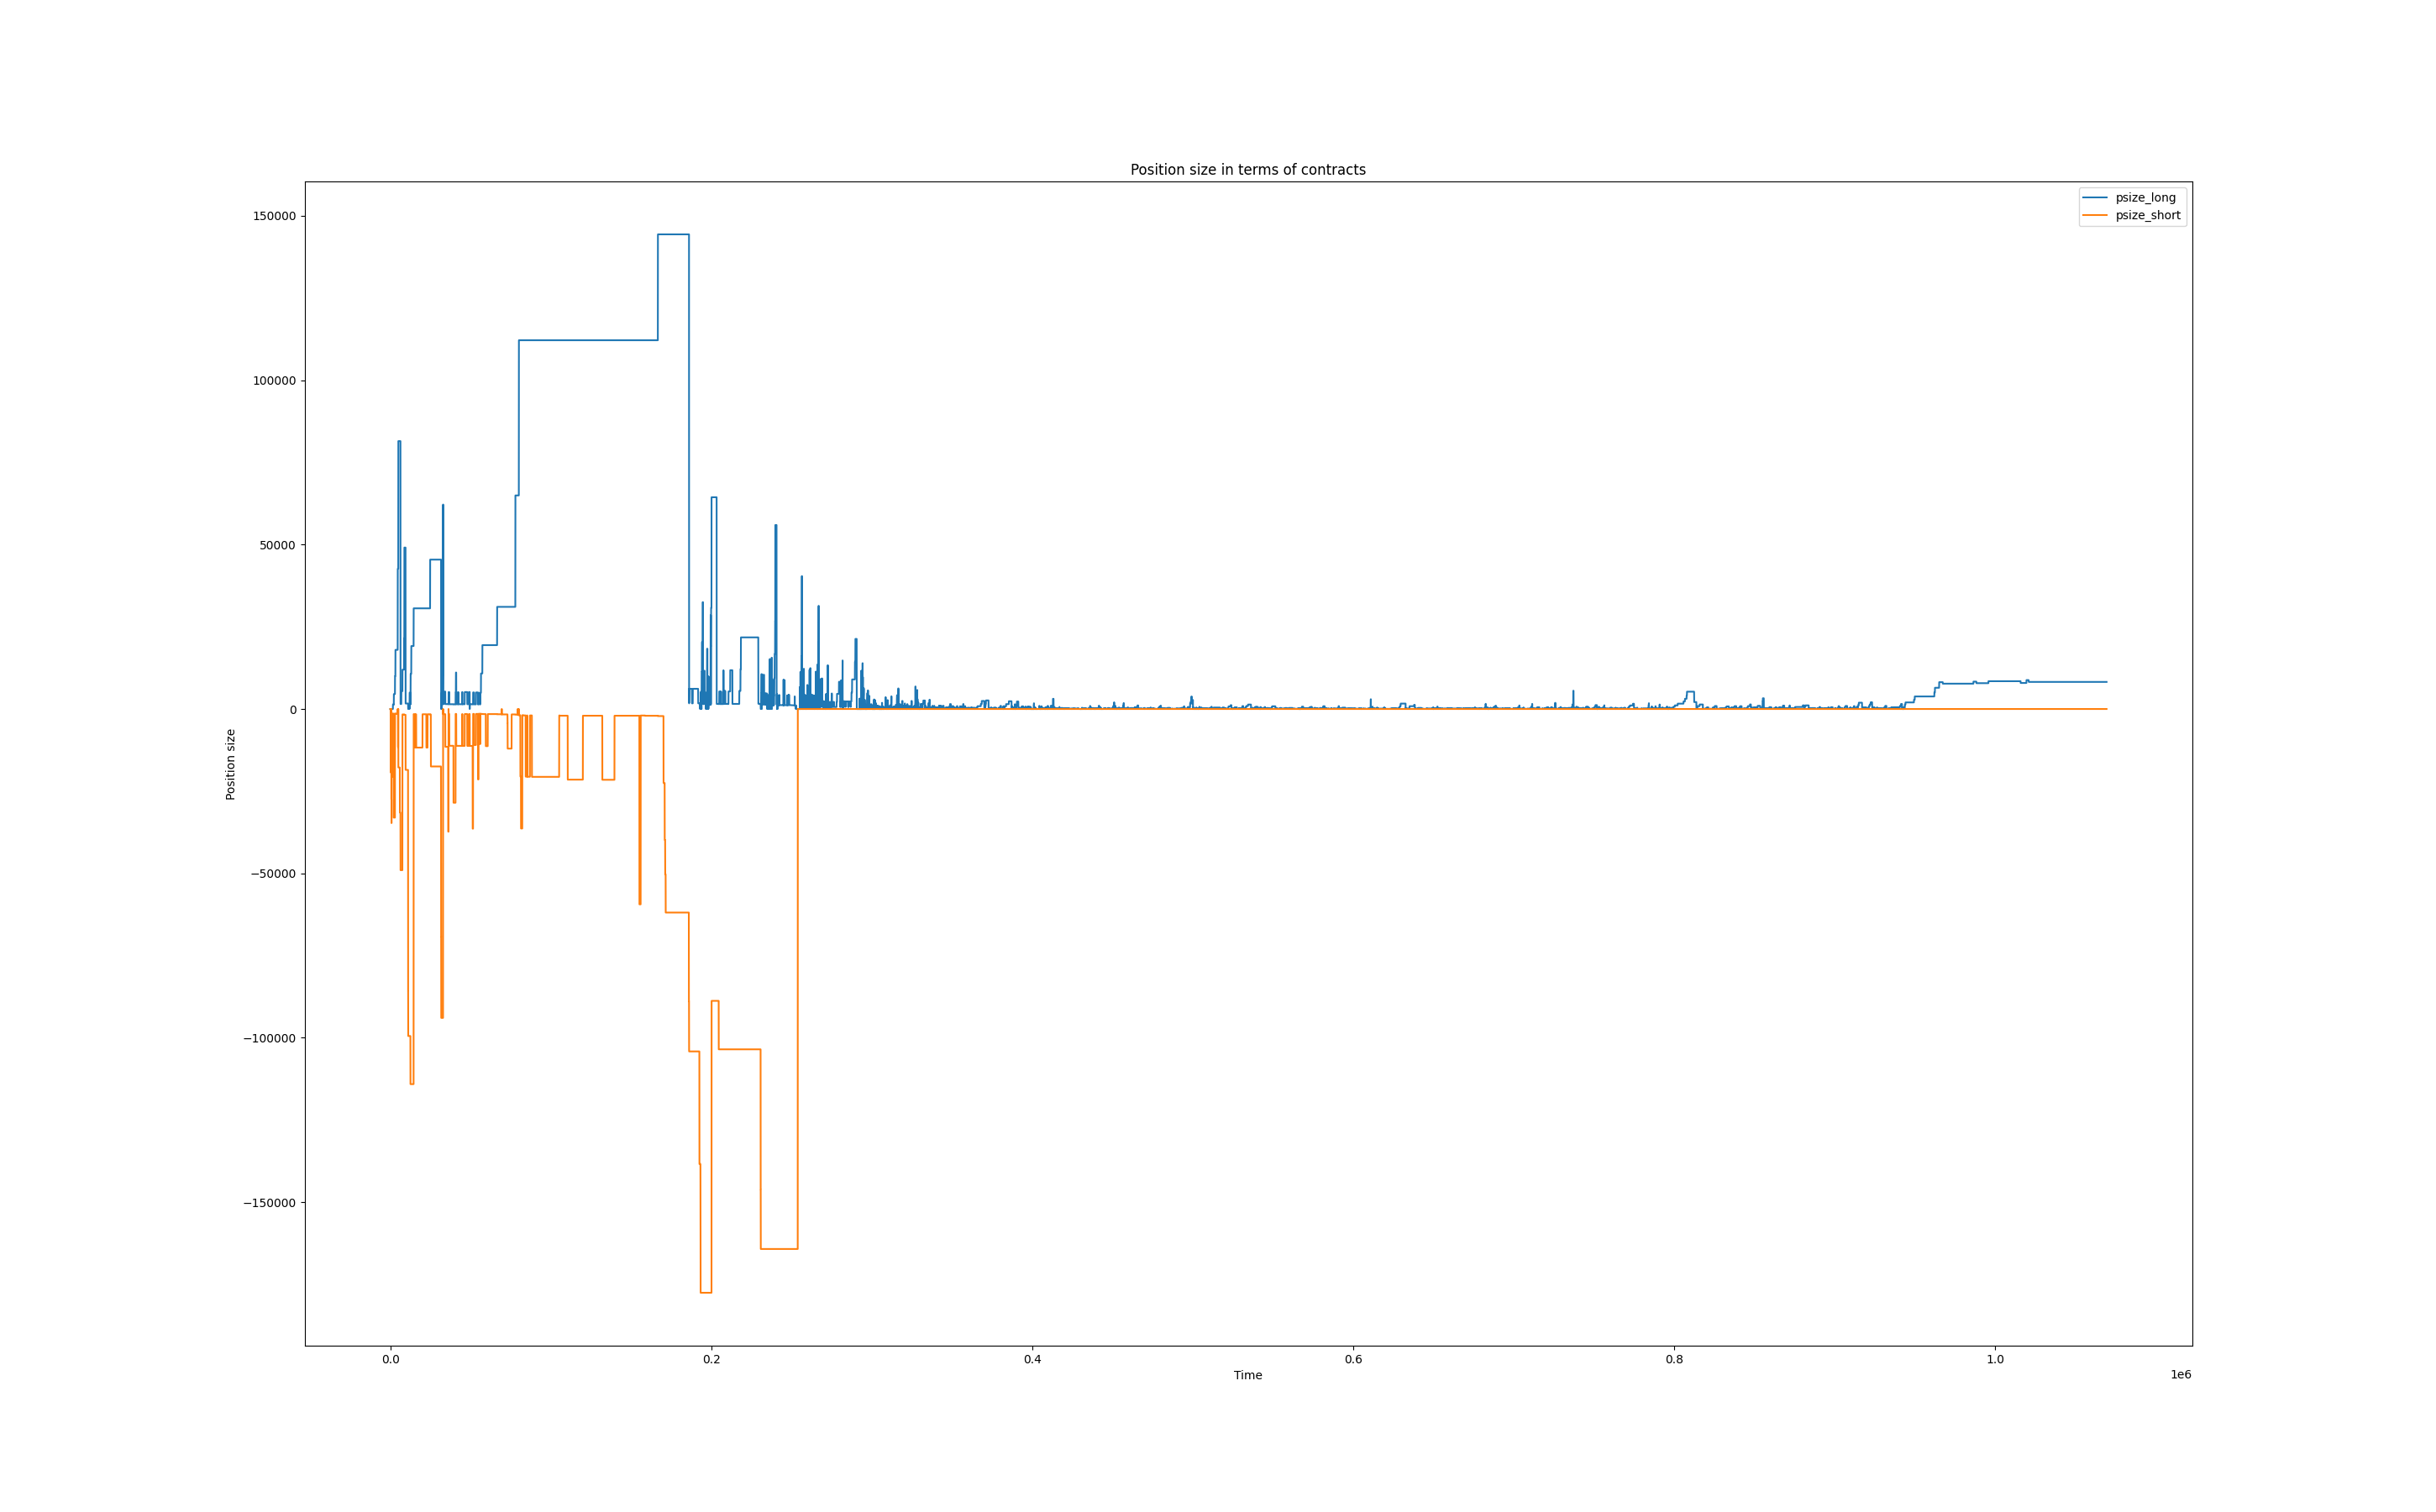 Position size in terms of contracts
psize_long
psize_short
150000
100000
50000
0
−50000
−100000
−150000
Position size
0.0 0.2 0.4 0.6 0.8 1.0
Time
1e6